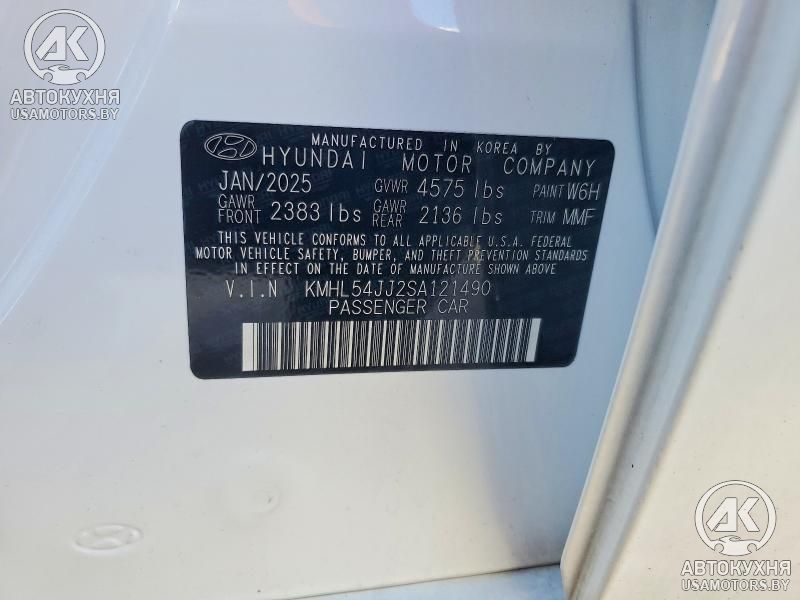 AK
АВТОКУХНЯ
USAMOTORS.BY
MANUFACTURED IN KOREA BY
HYUNDAI MOTOR COMPANY
JAN/2025 GVWR 4575 lbs PAINT W6H
GAWR FRONT 2383 lbs GAWR REAR 2136 lbs TRIM MMF
THIS VEHICLE CONFORMS TO ALL APPLICABLE U.S.A. FEDERAL
MOTOR VEHICLE SAFETY, BUMPER, AND THEFT PREVENTION STANDARDS
IN EFFECT ON THE DATE OF MANUFACTURE SHOWN ABOVE.
V.I.N KMHL54JJ2SA121490
PASSENGER CAR
AK
АВТОКУХНЯ
USAMOTORS.BY